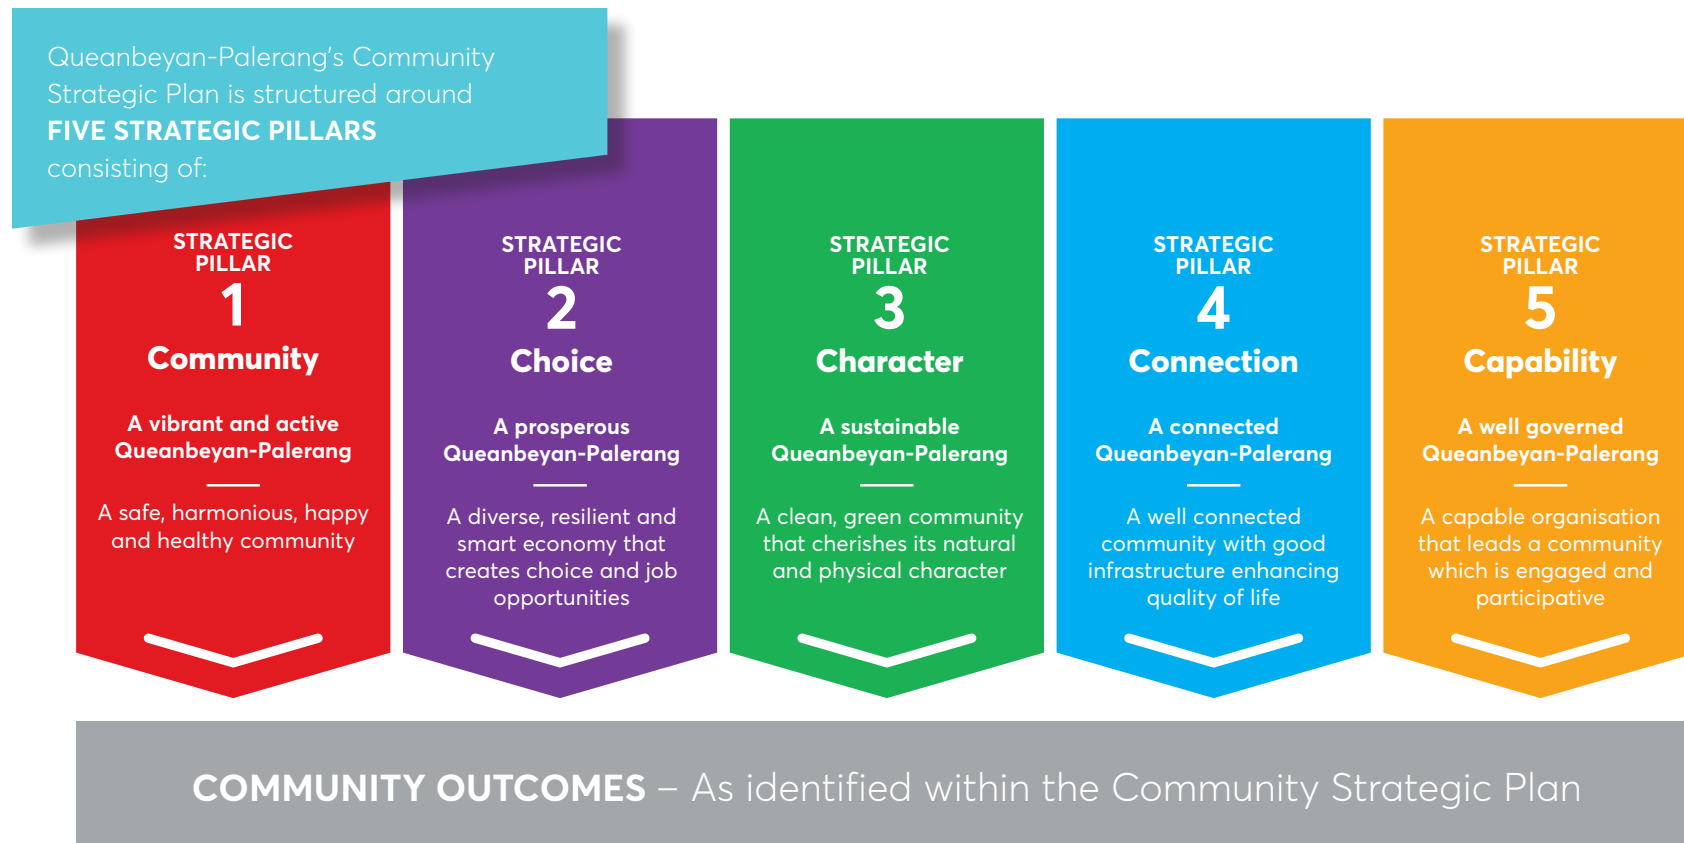 Queanbeyan-Palerang's Community
Strategic Plan is structured around
FIVE STRATEGIC PILLARS
consisting of:
STRATEGIC
PILLAR
1
Community
A vibrant and active
Queanbeyan-Palerang
A safe, harmonious, happy
and healthy community
STRATEGIC
PILLAR
2
Choice
A prosperous
Queanbeyan-Palerang
A diverse, resilient and
smart economy that
creates choice and job
opportunities
STRATEGIC
PILLAR
3
Character
A sustainable
Queanbeyan-Palerang
A clean, green community
that cherishes its natural
and physical character
STRATEGIC
PILLAR
4
Connection
A connected
Queanbeyan-Palerang
A well connected
community with good
infrastructure enhancing
quality of life
STRATEGIC
PILLAR
5
Capability
A well governed
Queanbeyan-Palerang
A capable organisation
that leads a community
which is engaged and
participative
COMMUNITY OUTCOMES – As identified within the Community Strategic Plan